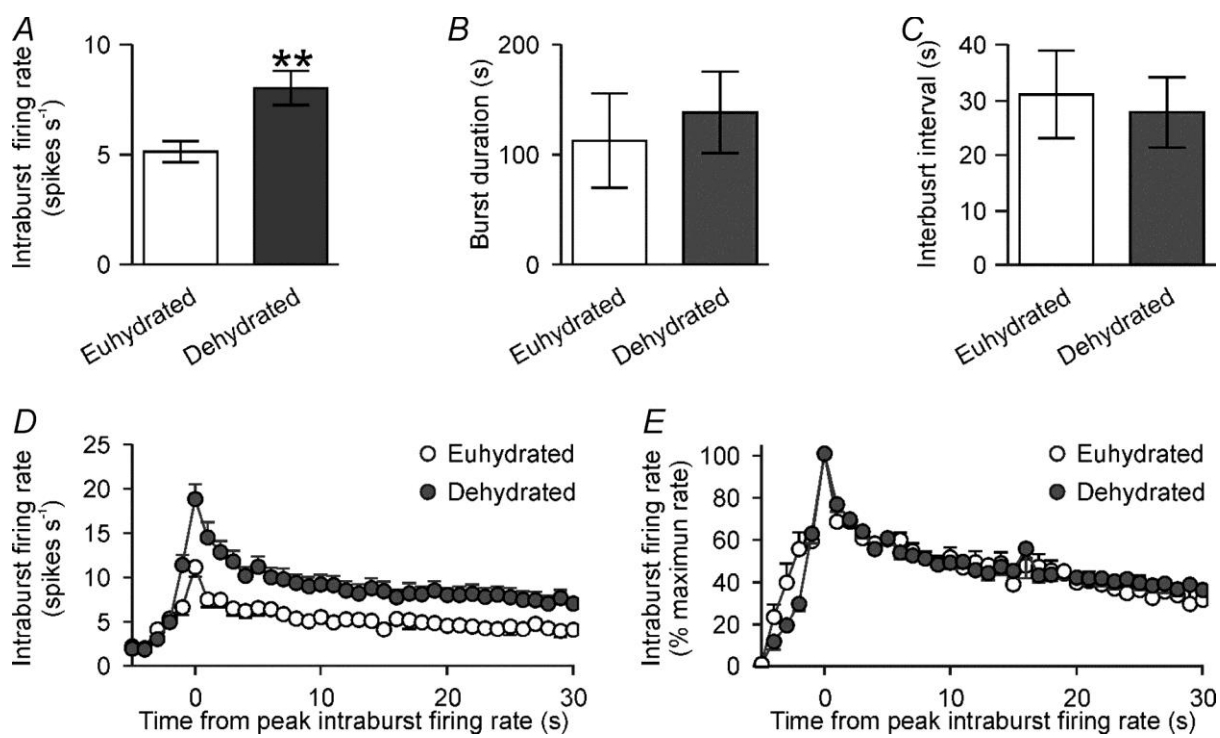 A
Intraburst firing rate
(spikes s⁻¹)
10
5
0
**
Euhydrated
Dehydrated
B
Burst duration (s)
200
100
0
Euhydrated
Dehydrated
C
Interbusrt interval (s)
40
30
20
10
0
Euhydrated
Dehydrated
D
Intraburst firing rate
(spikes s⁻¹)
25
20
15
10
5
0
Euhydrated
Dehydrated
0
10
20
30
Time from peak intraburst firing rate (s)
E
Intraburst firing rate
(% maximun rate)
100
80
60
40
20
0
Euhydrated
Dehydrated
0
10
20
30
Time from peak intraburst firing rate (s)